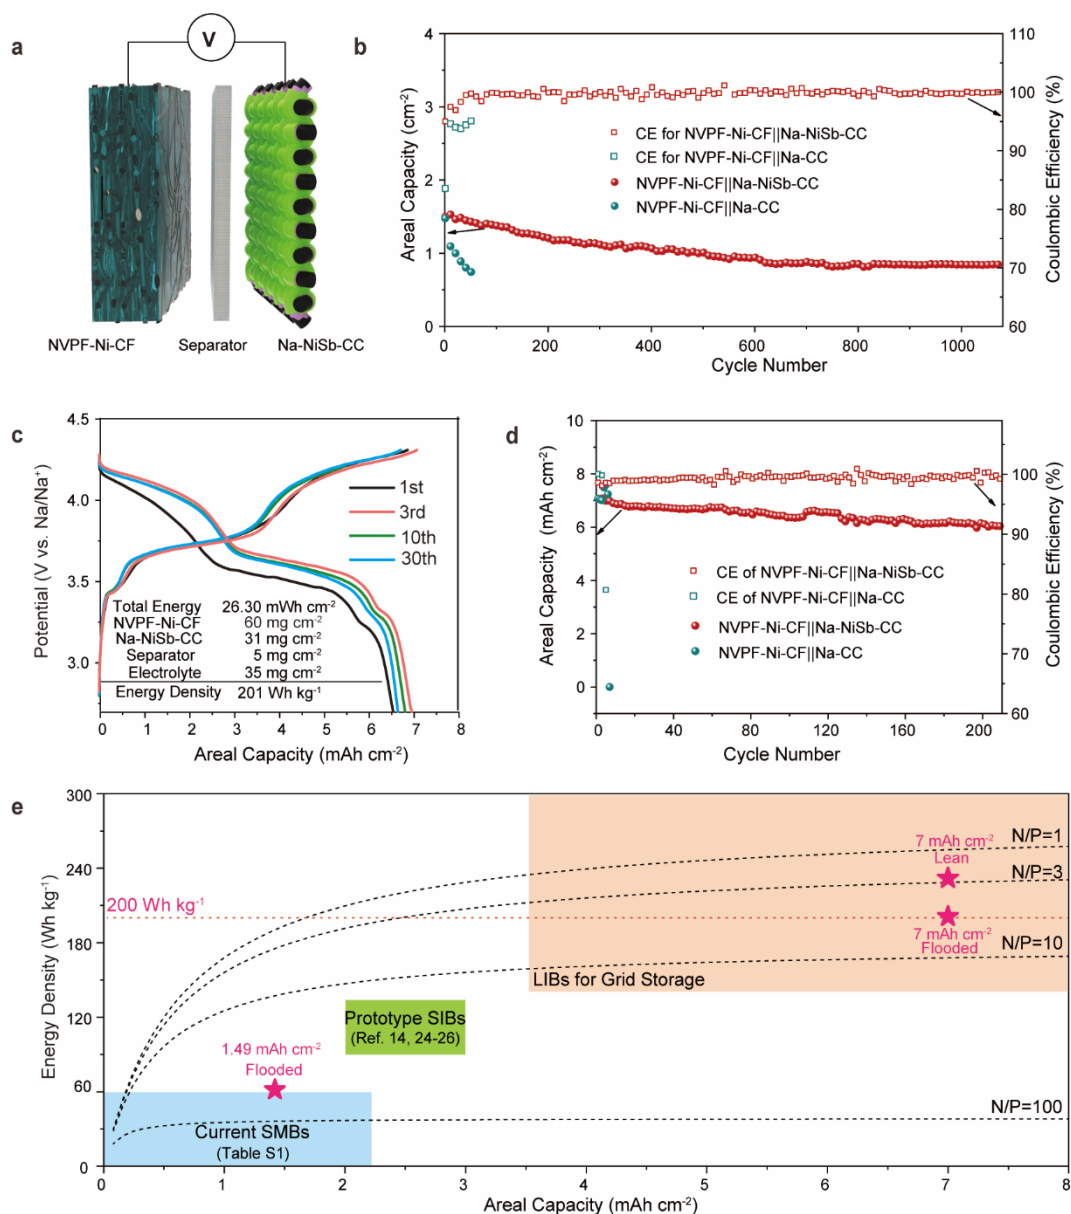 a
V
NVPF-Ni-CF
Separator
Na-NiSb-CC
b
4
3
2
1
0
110
100
90
80
70
60
Areal Capacity (cm⁻²)
Coulombic Efficiency (%)
CE for NVPF-Ni-CF||Na-NiSb-CC
CE for NVPF-Ni-CF||Na-CC
NVPF-Ni-CF||Na-NiSb-CC
NVPF-Ni-CF||Na-CC
0 200 400 600 800 1000
Cycle Number
c
4.5
4.0
3.5
3.0
Potential (V vs. Na/Na⁺)
1st
3rd
10th
30th
Total Energy 26.30 mWh cm⁻²
NVPF-Ni-CF 60 mg cm⁻²
Na-NiSb-CC 31 mg cm⁻²
Separator 5 mg cm⁻²
Electrolyte 35 mg cm⁻²
Energy Density 201 Wh kg⁻¹
0 1 2 3 4 5 6 7 8
Areal Capacity (mAh cm⁻²)
d
10
8
6
4
2
0
100
90
80
70
60
Areal Capacity (mAh cm⁻²)
Coulombic Efficiency (%)
CE of NVPF-Ni-CF||Na-NiSb-CC
CE of NVPF-Ni-CF||Na-CC
NVPF-Ni-CF||Na-NiSb-CC
NVPF-Ni-CF||Na-CC
0 40 80 120 160 200
Cycle Number
e
300
240
180
120
60
0
Energy Density (Wh kg⁻¹)
200 Wh kg⁻¹
7 mAh cm⁻²
Lean
N/P=1
N/P=3
7 mAh cm⁻²
Flooded
N/P=10
LIBs for Grid Storage
Prototype SIBs
(Ref. 14, 24-26)
1.49 mAh cm⁻²
Flooded
N/P=100
Current SMBs
(Table S1)
0 1 2 3 4 5 6 7 8
Areal Capacity (mAh cm⁻²)